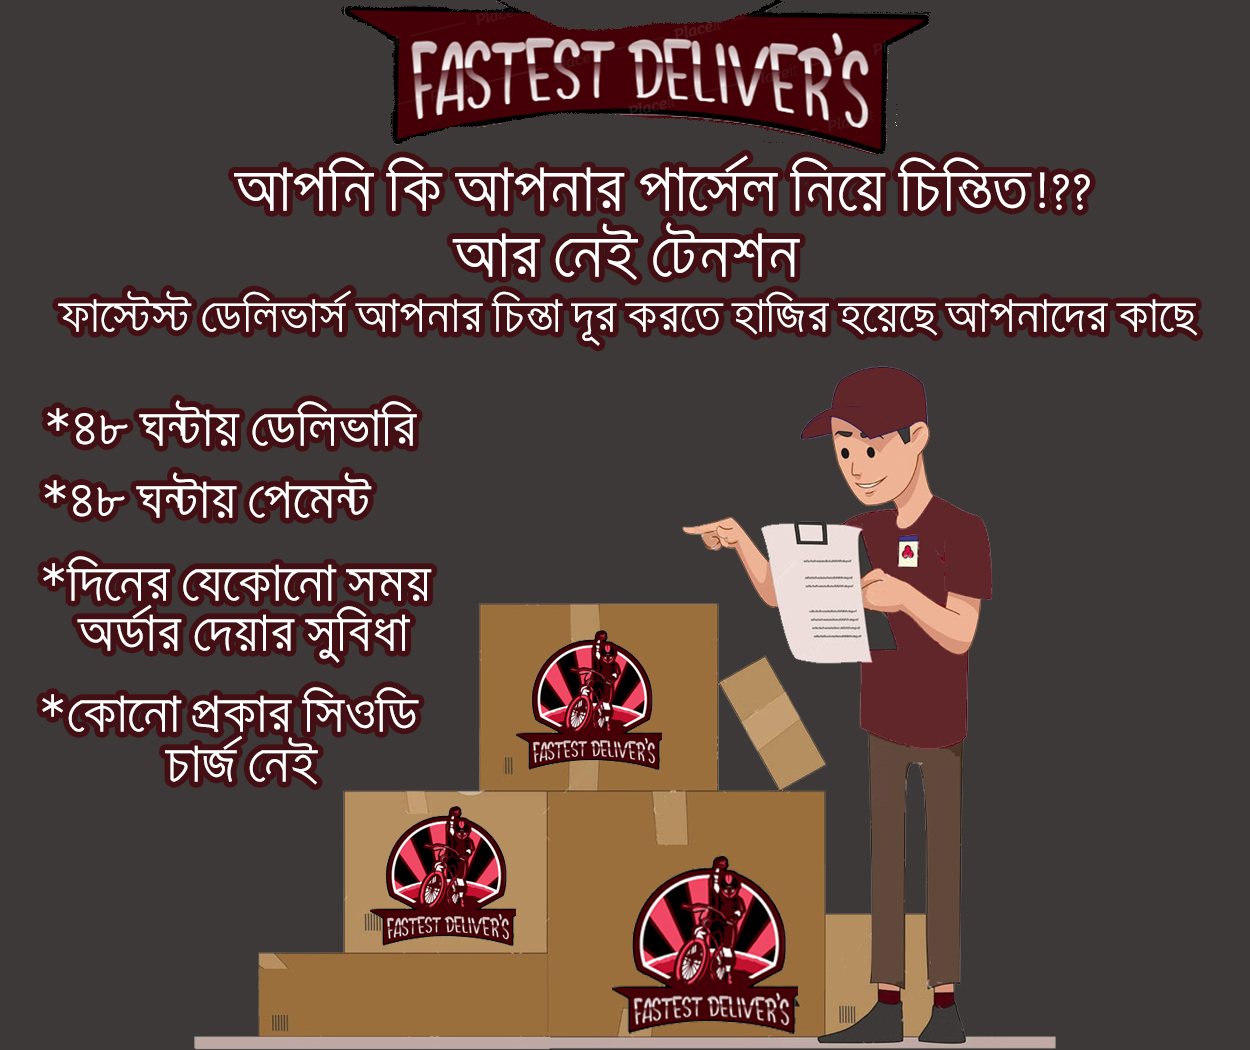 FASTEST DELIVER'S
আপনি কি আপনার পার্সেল নিয়ে চিন্তিত!??
আর নেই টেনশন
ফাস্টেস্ট ডেলিভার্স আপনার চিন্তা দূর করতে হাজির হয়েছে আপনাদের কাছে
*৪৮ ঘন্টায় ডেলিভারি
*৪৮ ঘন্টায় পেমেন্ট
*দিনের যেকোনো সময়
অর্ডার দেয়ার সুবিধা
*কোনো প্রকার সিওডি
চার্জ নেই
FASTEST DELIVER'S
FASTEST DELIVER'S
FASTEST DELIVER'S